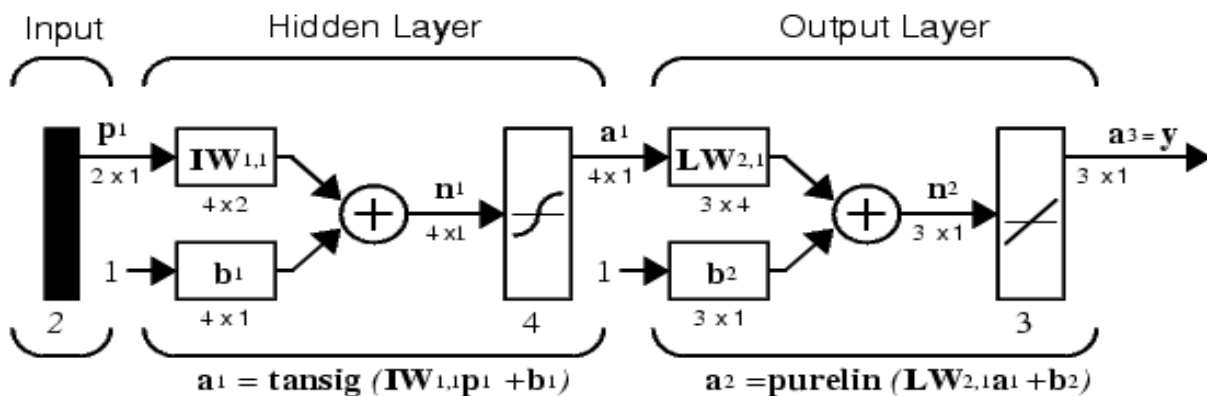 Input Hidden Layer Output Layer
p1 a1 a3 = y
IW1,1 LW2,1
2 x 1 4 x 1 3 x 1
n1 n2
4 x 2 3 x 4
4 x 1 3 x 1
1 b1 1 b2
4 x 1 3 x 1
2 4 3
a1 = tansig (IW1,1p1 +b1) a2 =purelin (LW2,1a1 +b2)